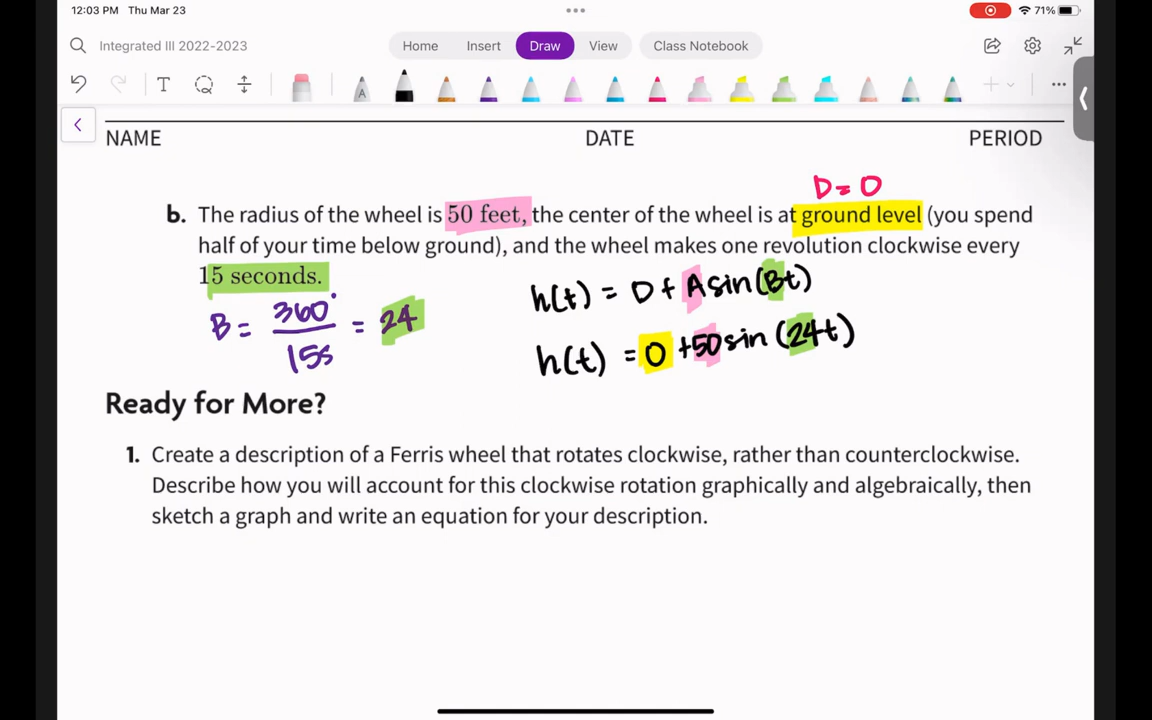 12:03 PM Thu Mar 23
71%
Integrated III 2022-2023
Home Insert Draw View Class Notebook
T A
NAME DATE PERIOD
D = 0
b. The radius of the wheel is 50 feet, the center of the wheel is at ground level (you spend
half of your time below ground), and the wheel makes one revolution clockwise every
15 seconds.
h(t) = D + A sin(Bt)
B = 360° / 15s = 24
h(t) = 0 + 50 sin (24t)
Ready for More?
1. Create a description of a Ferris wheel that rotates clockwise, rather than counterclockwise.
Describe how you will account for this clockwise rotation graphically and algebraically, then
sketch a graph and write an equation for your description.